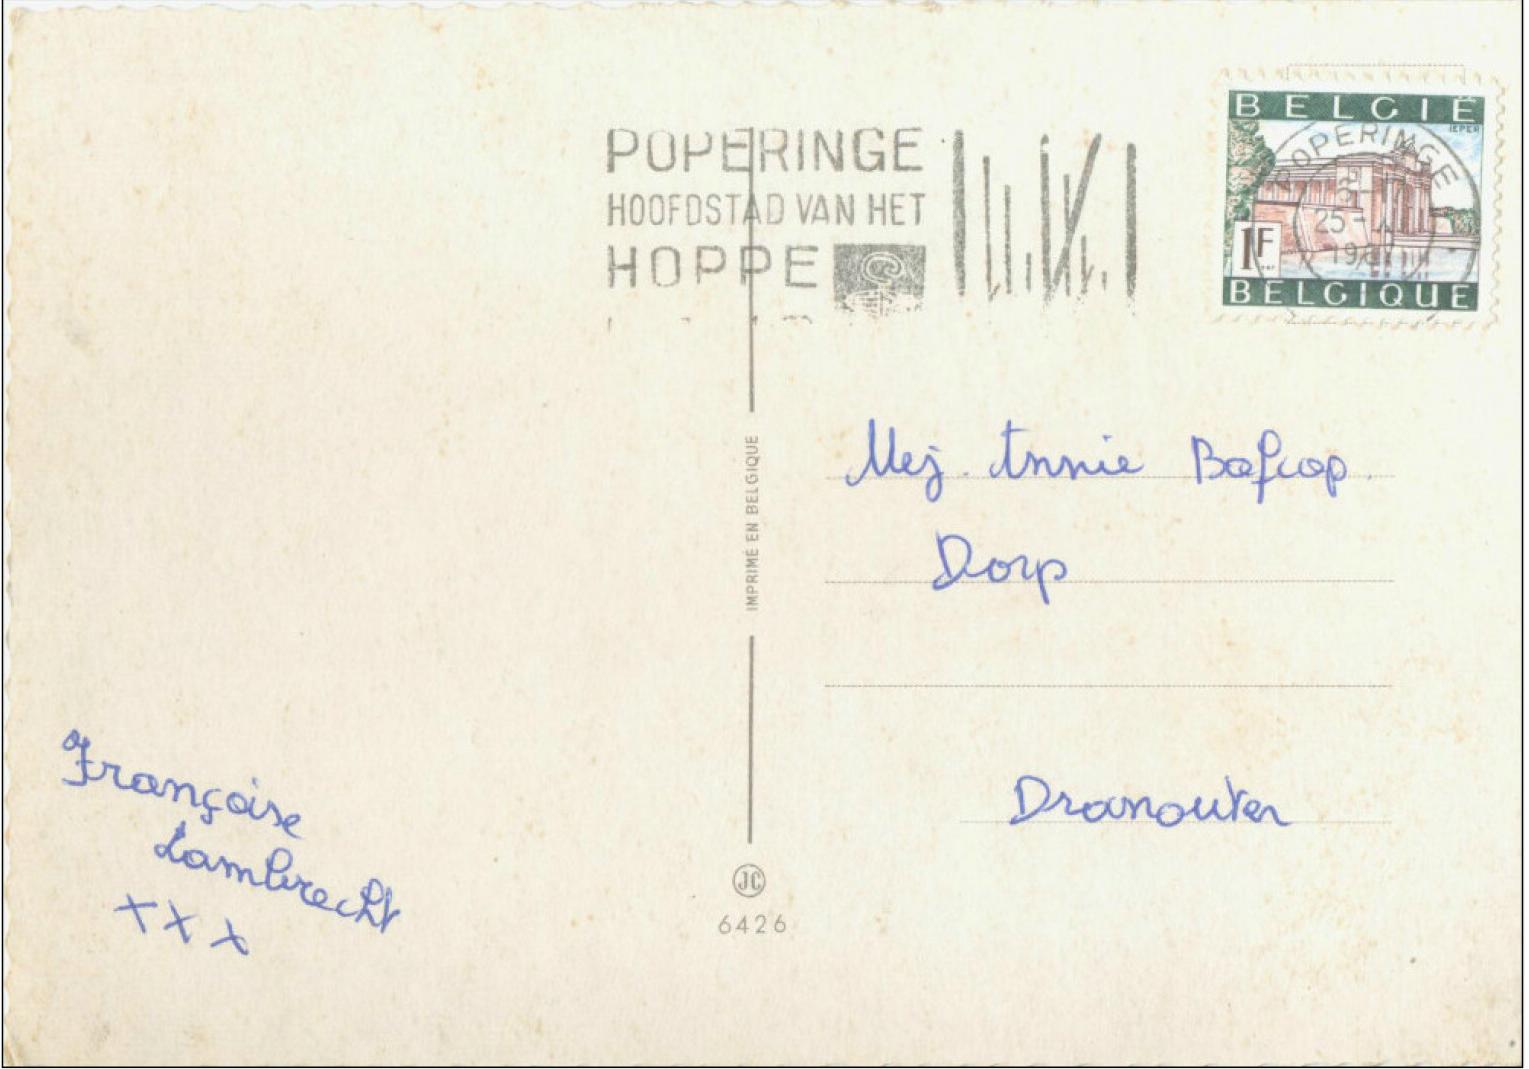 POPERINGE
HOOFDSTAD VAN HET
HOPPE
BELGIË
IEPER
POPERINGE
25-
1F
BELGIQUE
IMPRIMÉ EN BELGIQUE
Mej. Annie Bafcop.
Dorp
Dranouter
Françoise
Lambrecht
XXX
JC
6426